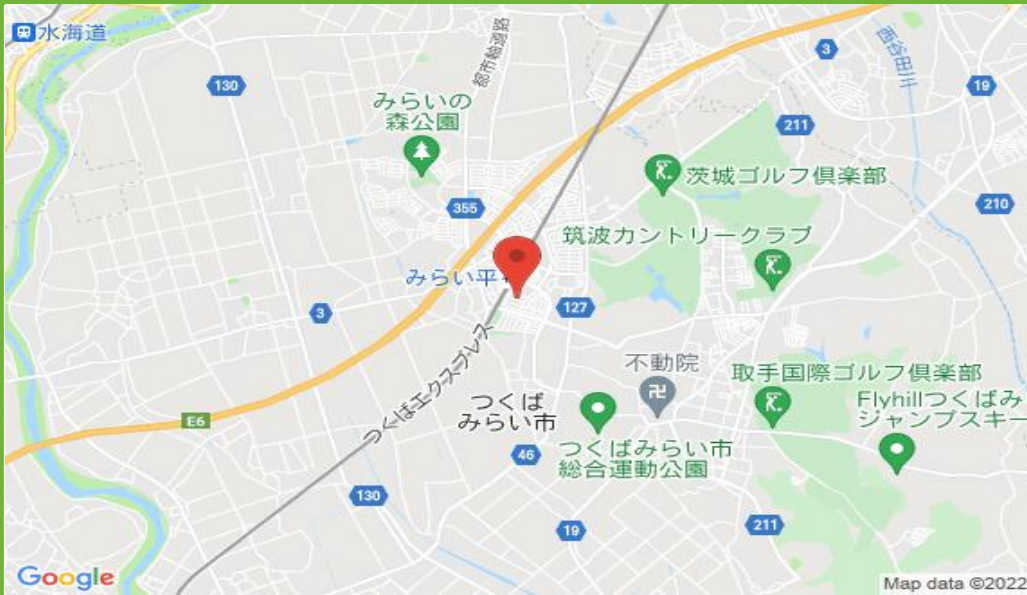 水海道
都市軸道路
3
西谷田川
130
19
みらいの
森公園
211
茨城ゴルフ倶楽部
355
210
筑波カントリークラブ
みらい平
3
127
つくばエクスプレス
不動院
取手国際ゴルフ倶楽部
E6
つくば
みらい市
Flyhillつくばみ
ジャンプスキー
つくばみらい市
総合運動公園
46
130
19
211
Google
Map data ©2022